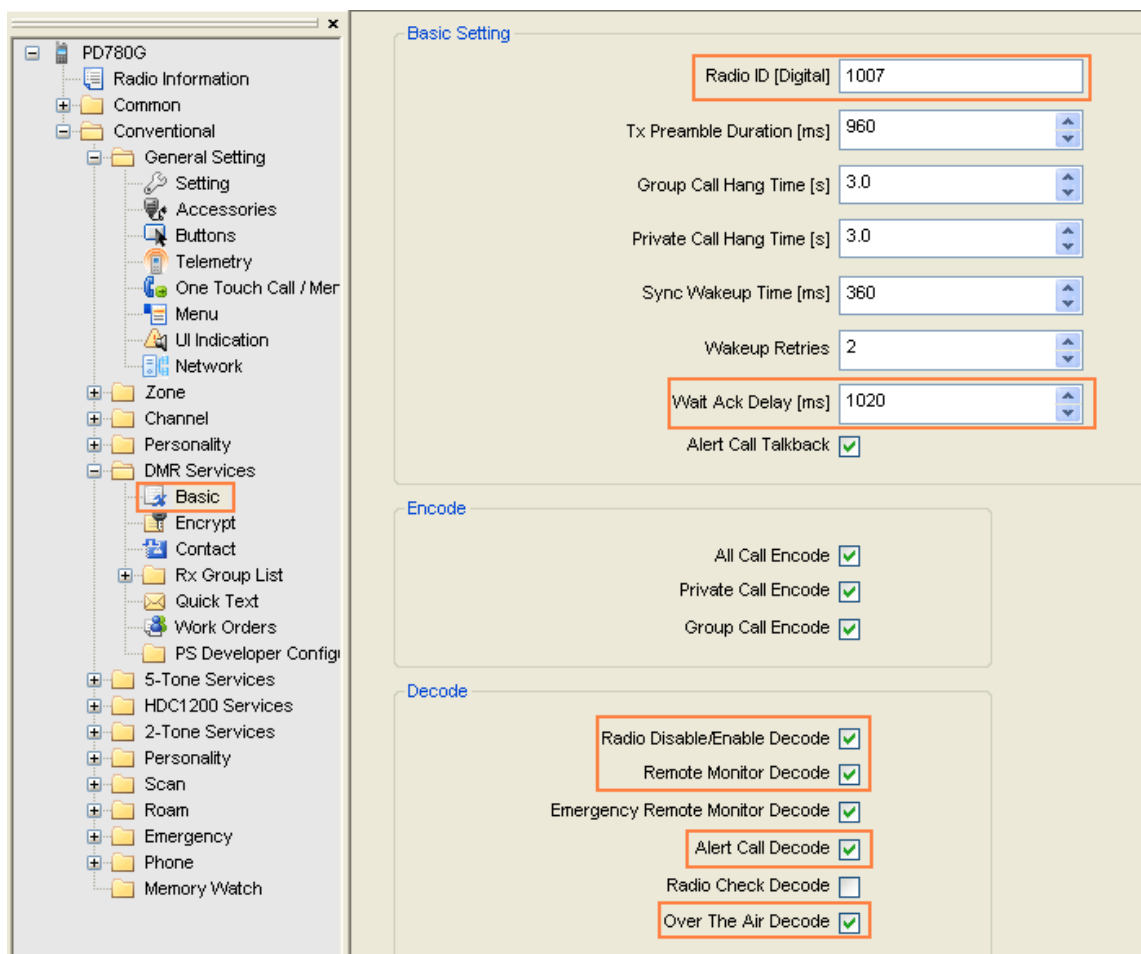 x
PD780G
Radio Information
Common
Conventional
General Setting
Setting
Accessories
Buttons
Telemetry
One Touch Call / Mer
Menu
UI Indication
Network
Zone
Channel
Personality
DMR Services
Basic
Encrypt
Contact
Rx Group List
Quick Text
Work Orders
PS Developer Configu
5-Tone Services
HDC1200 Services
2-Tone Services
Personality
Scan
Roam
Emergency
Phone
Memory Watch
Basic Setting
Radio ID [Digital] 1007
Tx Preamble Duration [ms] 960
Group Call Hang Time [s] 3.0
Private Call Hang Time [s] 3.0
Sync Wakeup Time [ms] 360
Wakeup Retries 2
Wait Ack Delay [ms] 1020
Alert Call Talkback
Encode
All Call Encode
Private Call Encode
Group Call Encode
Decode
Radio Disable/Enable Decode
Remote Monitor Decode
Emergency Remote Monitor Decode
Alert Call Decode
Radio Check Decode
Over The Air Decode